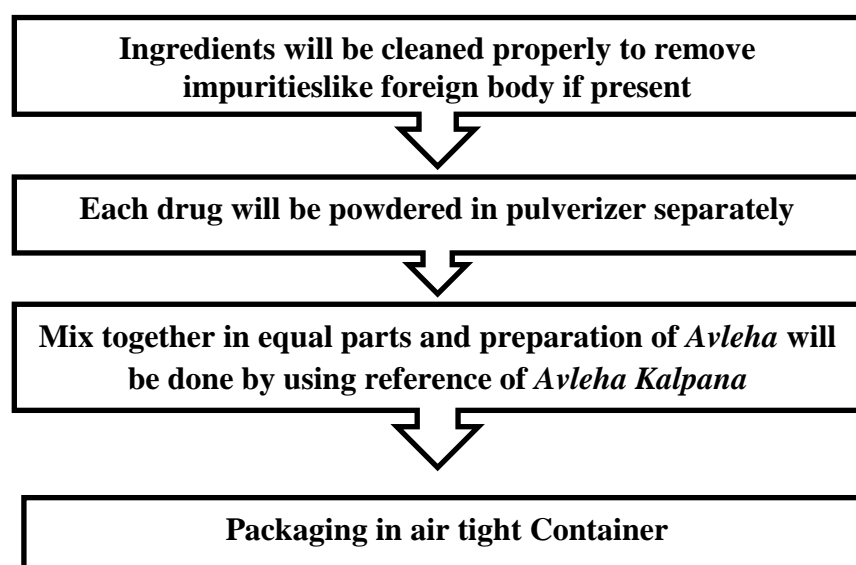 Ingredients will be cleaned properly to remove
impuritieslike foreign body if present
Each drug will be powdered in pulverizer separately
Mix together in equal parts and preparation of Avleha will
be done by using reference of Avleha Kalpana
Packaging in air tight Container